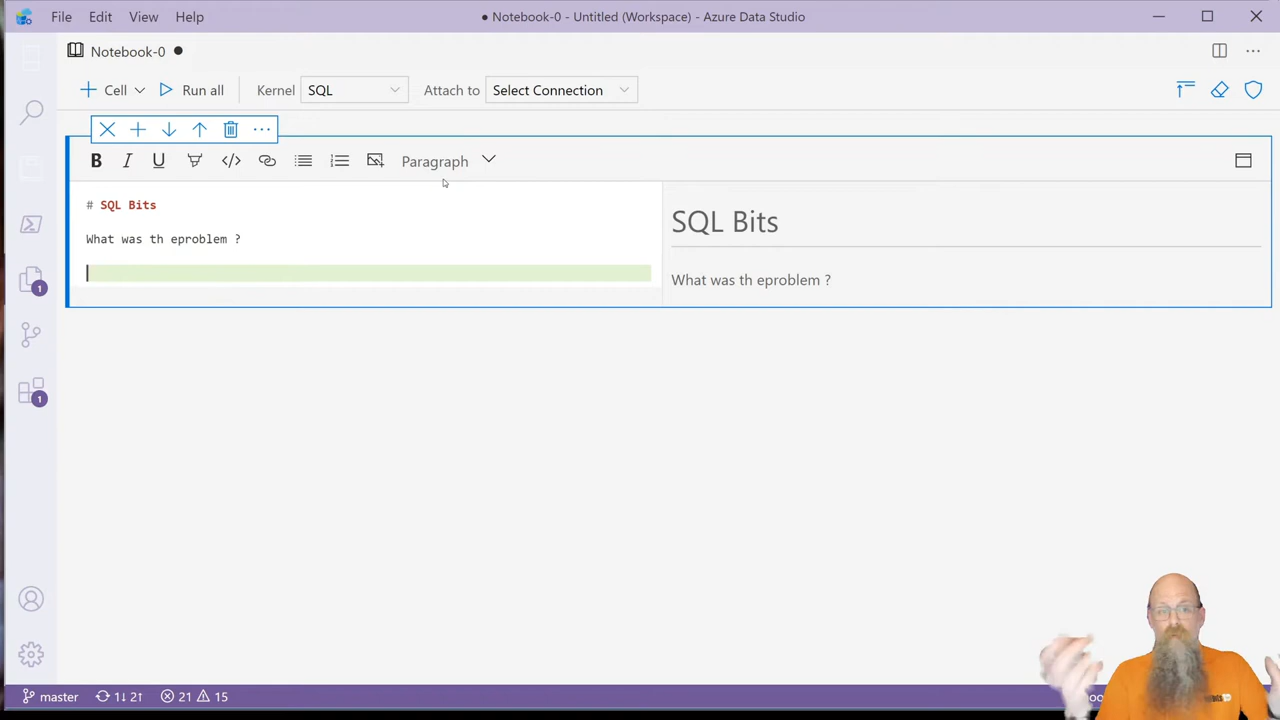 File Edit View Help
● Notebook-0 - Untitled (Workspace) - Azure Data Studio
Notebook-0 ●
Cell Run all Kernel SQL Attach to Select Connection
B I U </> Paragraph
# SQL Bits
What was th eproblem ?
SQL Bits
What was th eproblem ?
1
1
master 1↓ 2↑ 21 15